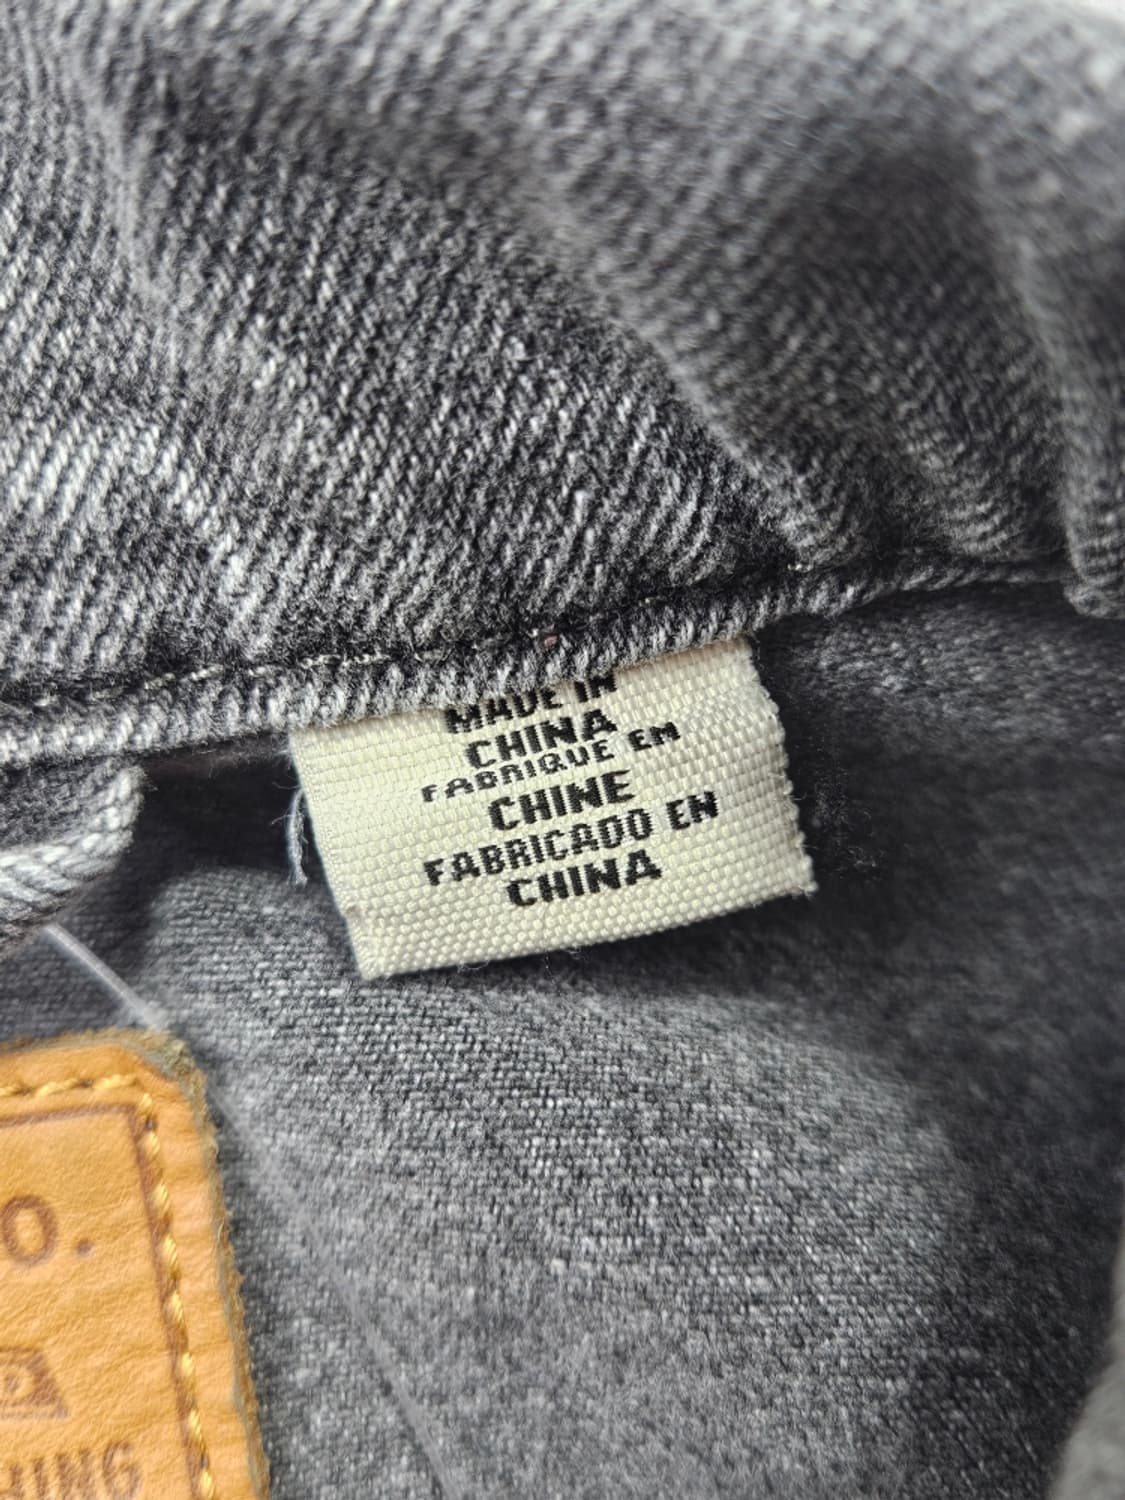 MADE IN
CHINA
FABRIQUE EN
CHINE
FABRICADO EN
CHINA
O.